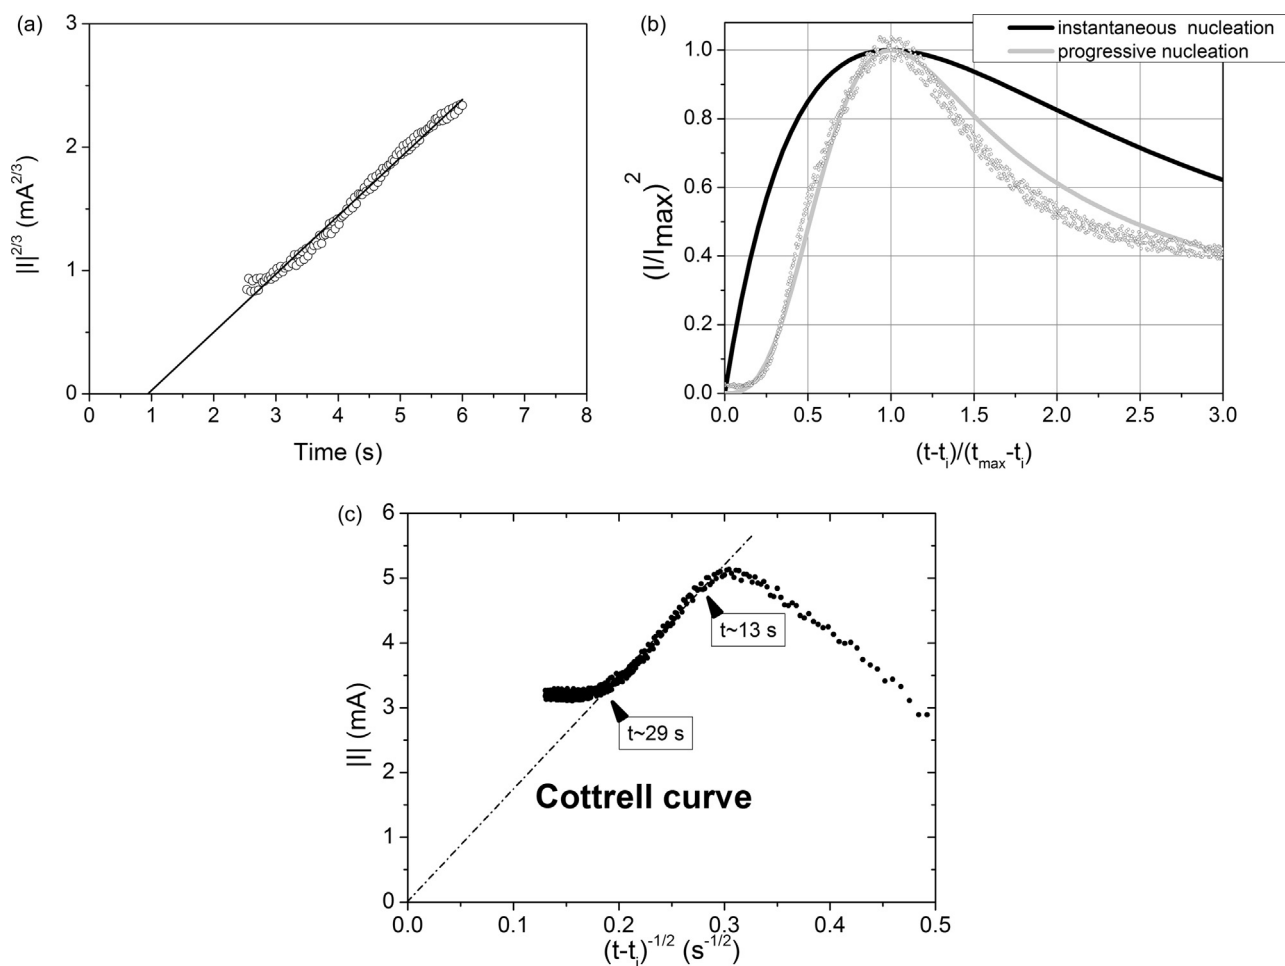 (a)
3
2
1
0
|I|^2/3 (mA^2/3)
0 1 2 3 4 5 6 7 8
Time (s)
(b)
instantaneous nucleation
progressive nucleation
1.0
0.8
0.6
0.4
0.2
0.0
(I/I_max)^2
0.0 0.5 1.0 1.5 2.0 2.5 3.0
(t-t_i)/(t_max-t_i)
(c)
6
5
4
3
2
1
0
|I| (mA)
t~13 s
t~29 s
Cottrell curve
0.0 0.1 0.2 0.3 0.4 0.5
(t-t_i)^-1/2 (s^-1/2)